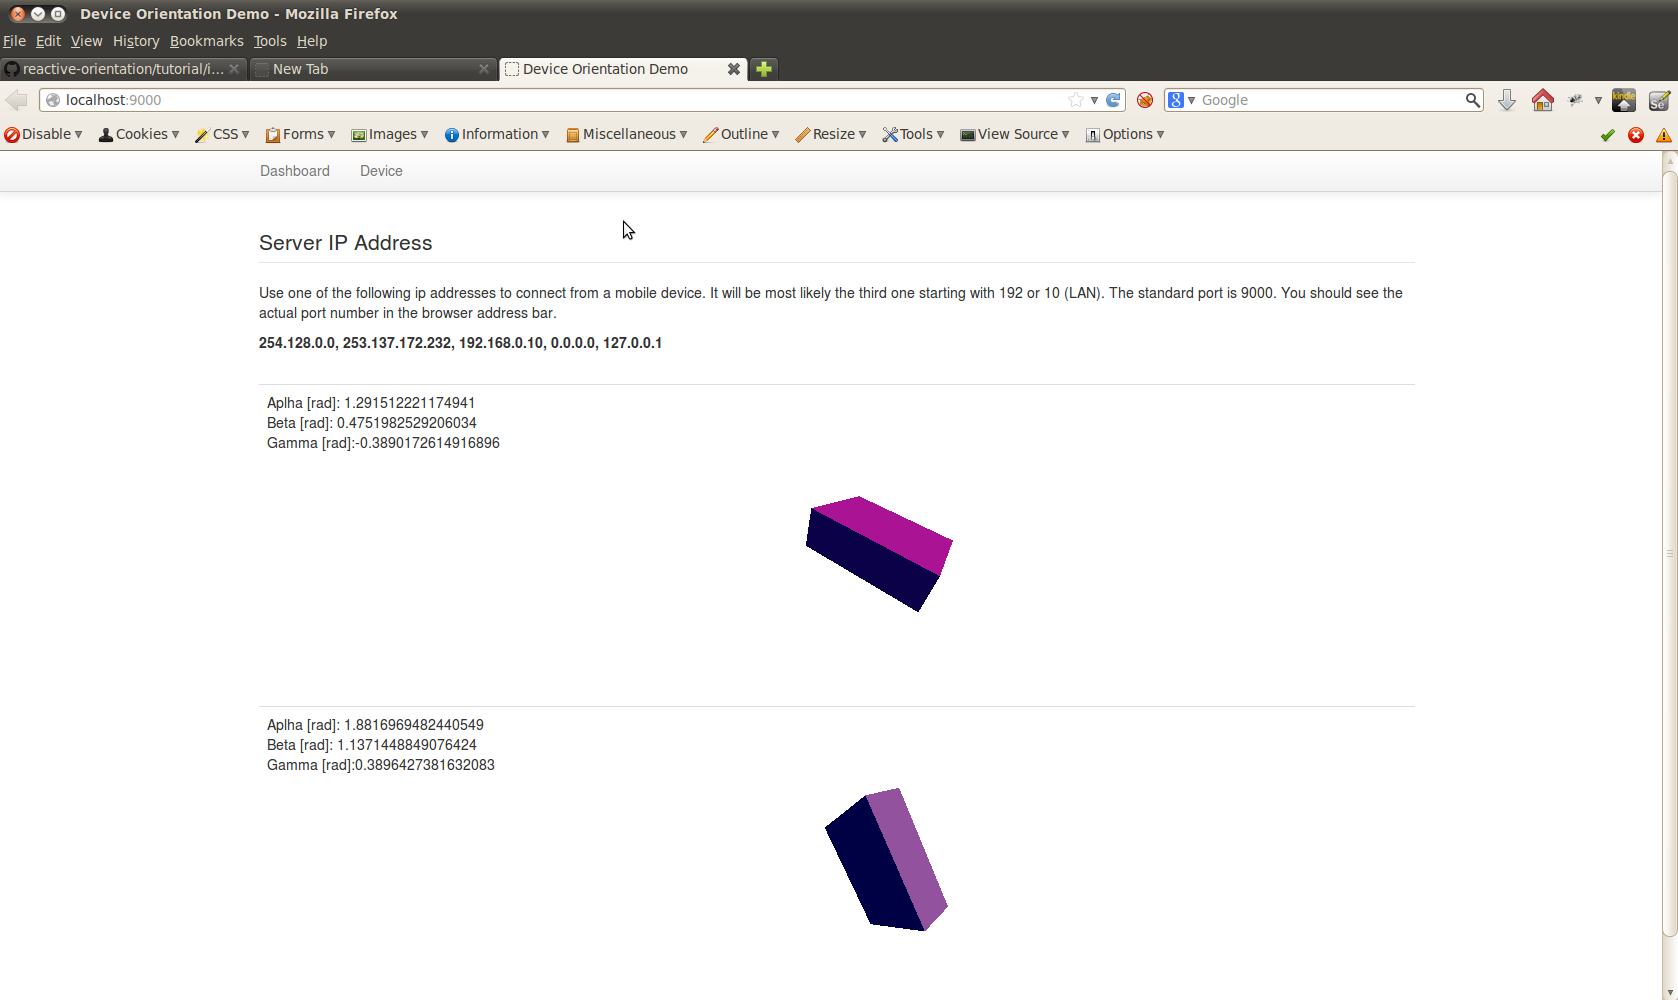 Device Orientation Demo - Mozilla Firefox
File Edit View History Bookmarks Tools Help
reactive-orientation/tutorial/i... New Tab Device Orientation Demo
localhost:9000 Google kindle Se
Disable Cookies CSS Forms Images Information Miscellaneous Outline Resize Tools View Source Options
Dashboard Device
Server IP Address
Use one of the following ip addresses to connect from a mobile device. It will be most likely the third one starting with 192 or 10 (LAN). The standard port is 9000. You should see the
actual port number in the browser address bar.
254.128.0.0, 253.137.172.232, 192.168.0.10, 0.0.0.0, 127.0.0.1
Aplha [rad]: 1.291512221174941
Beta [rad]: 0.4751982529206034
Gamma [rad]:-0.3890172614916896
Aplha [rad]: 1.8816969482440549
Beta [rad]: 1.1371448849076424
Gamma [rad]:0.3896427381632083